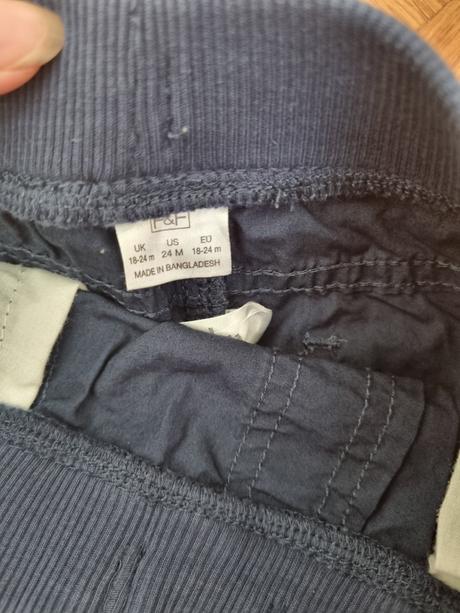 F&F
UK US EU
18-24 m 24 M 18-24 m
MADE IN BANGLADESH